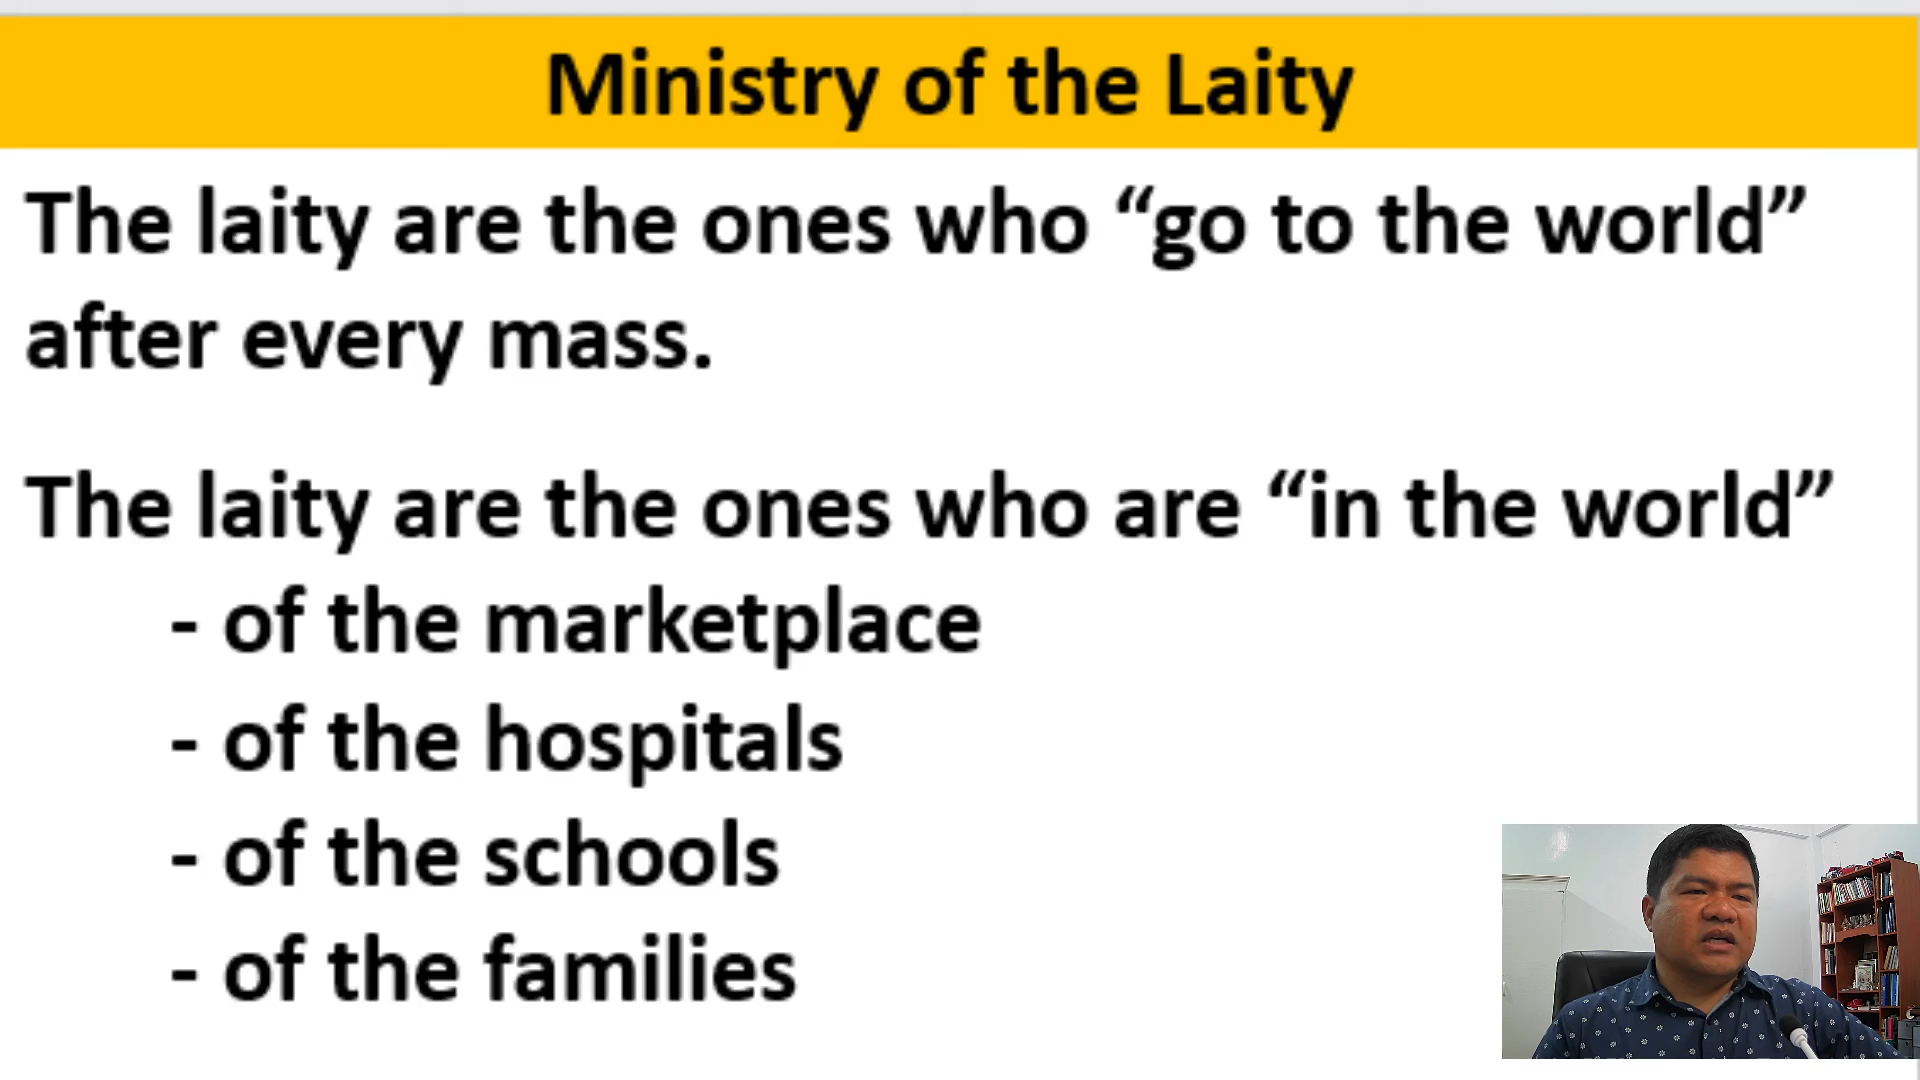 Ministry of the Laity
The laity are the ones who “go to the world”
after every mass.
The laity are the ones who are “in the world”
- of the marketplace
- of the hospitals
- of the schools
- of the families